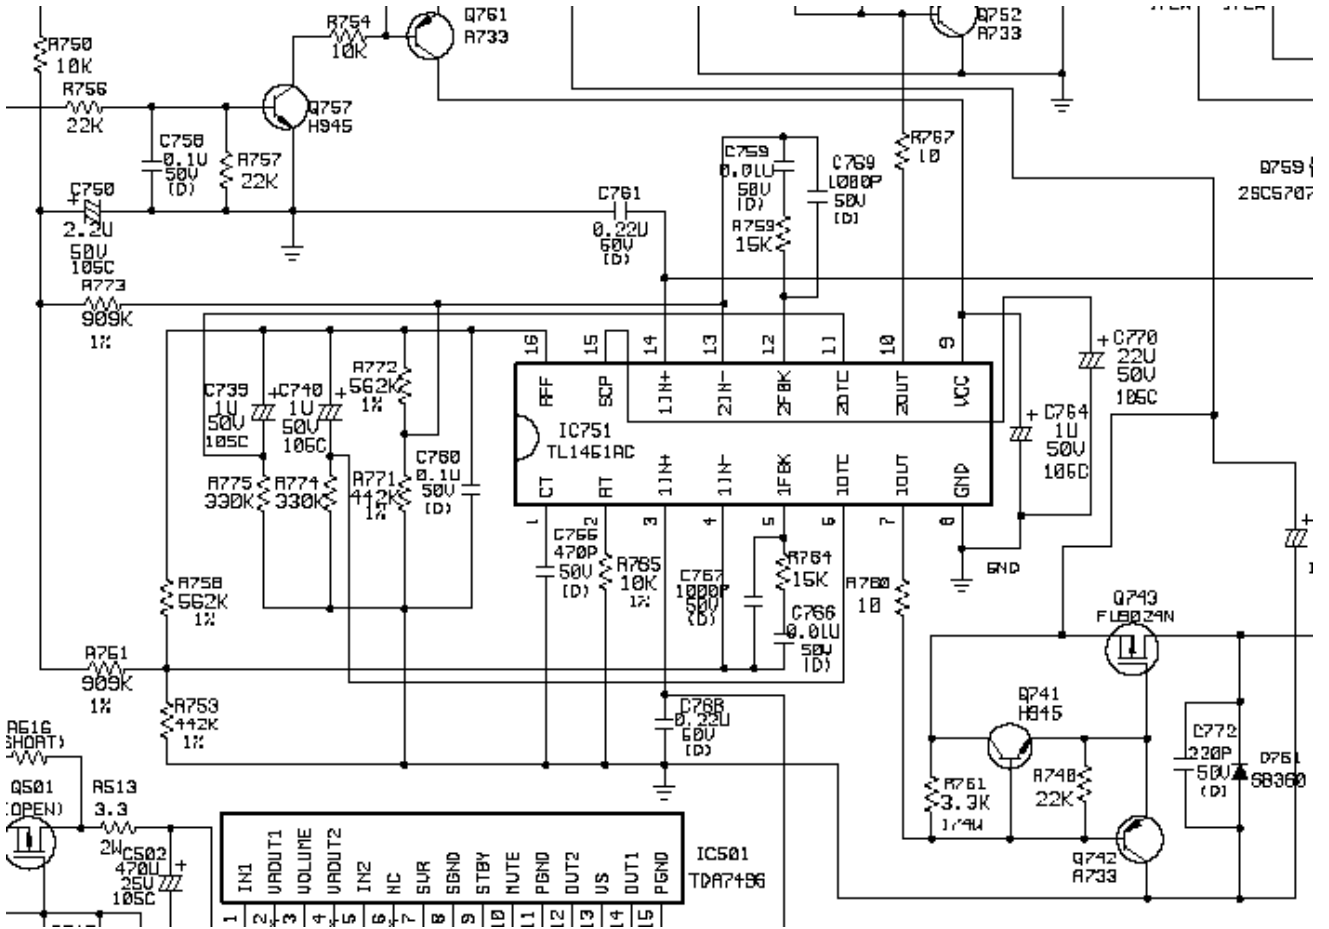 R754
10K
Q761
A733
Q752
A733
R750
10K
R756
22K
Q757
H945
C758
0.1U
50V
(D)
R757
22K
C759
0.01U
50V
(D)
C769
1000P
50V
(D)
R767
10
Q759
2SC5707
+
C750
2.2U
50V
105C
C761
0.22U
60V
(D)
R759
15K
R773
909K
1%
16
15
14
13
12
11
10
9
+
C770
22U
50V
105C
R772
562K
1%
C739
1U
50V
105C
+
C740
1U
50V
105C
+
REF
SCP
1IN+
2IN-
2FBK
2DTC
2OUT
VCC
IC751
TL1451AC
+
C764
1U
50V
105C
C760
0.1U
50V
(D)
R775
330K
R774
330K
R771
442K
1%
CT
RT
1IN+
1IN-
1FBK
1DTC
1OUT
GND
1
2
3
4
5
6
7
8
+
C766
470P
50V
(D)
R765
10K
1%
C767
1000P
50V
(D)
R764
15K
R760
10
GND
R758
562K
1%
C766
0.01U
50V
(D)
Q743
FU9024N
R751
909K
1%
R753
442K
1%
C768
0.22U
60V
(D)
Q741
H945
R516
SHORT)
C772
220P
50V
(D)
D761
SB360
R761
3.3K
1/4W
R740
22K
Q501
(OPEN)
R513
3.3
2W
C502
470U
25V
105C
+
Q742
A733
IC501
TDA7496
IN1
VAOUT1
VOLUME
VAOUT2
IN2
NC
SVR
SGND
STBY
MUTE
PGND
OUT2
VS
OUT1
PGND
1
2
3
4
5
6
7
8
9
10
11
12
13
14
15